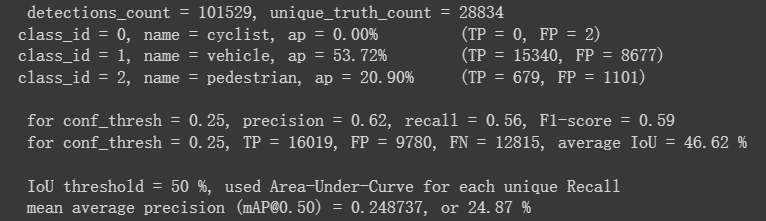 detections_count = 101529, unique_truth_count = 28834
class_id = 0, name = cyclist, ap = 0.00% (TP = 0, FP = 2)
class_id = 1, name = vehicle, ap = 53.72% (TP = 15340, FP = 8677)
class_id = 2, name = pedestrian, ap = 20.90% (TP = 679, FP = 1101)
for conf_thresh = 0.25, precision = 0.62, recall = 0.56, F1-score = 0.59
for conf_thresh = 0.25, TP = 16019, FP = 9780, FN = 12815, average IoU = 46.62 %
IoU threshold = 50 %, used Area-Under-Curve for each unique Recall
mean average precision (mAP@0.50) = 0.248737, or 24.87 %